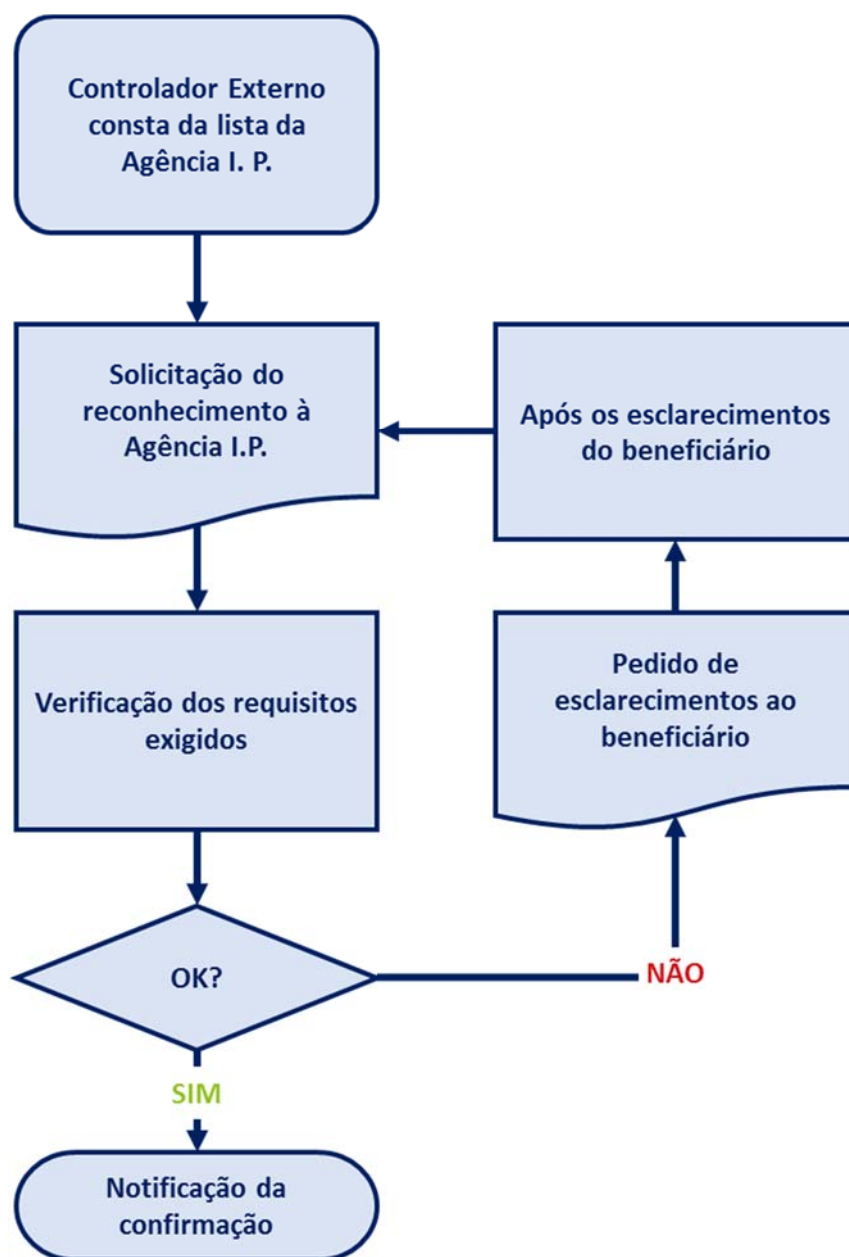 Controlador Externo
consta da lista da
Agência I. P.
Solicitação do
reconhecimento à
Agência I.P.
Após os esclarecimentos
do beneficiário
Verificação dos requisitos
exigidos
Pedido de
esclarecimentos ao
beneficiário
OK?
NÃO
SIM
Notificação da
confirmação